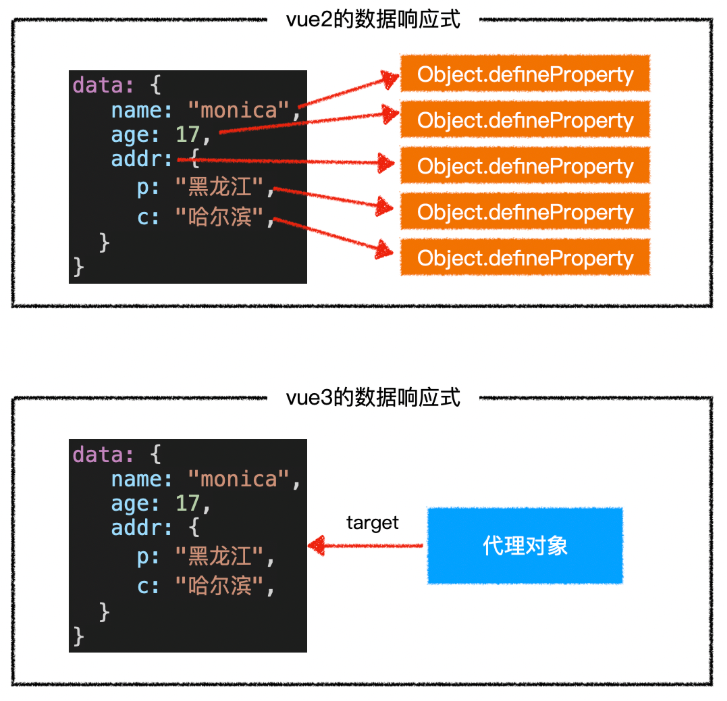 vue2的数据响应式
data: {
name: "monica",
age: 17,
addr: {
p: "黑龙江",
c: "哈尔滨",
}
}
Object.defineProperty
Object.defineProperty
Object.defineProperty
Object.defineProperty
Object.defineProperty
vue3的数据响应式
data: {
name: "monica",
age: 17,
addr: {
p: "黑龙江",
c: "哈尔滨",
}
}
target
代理对象